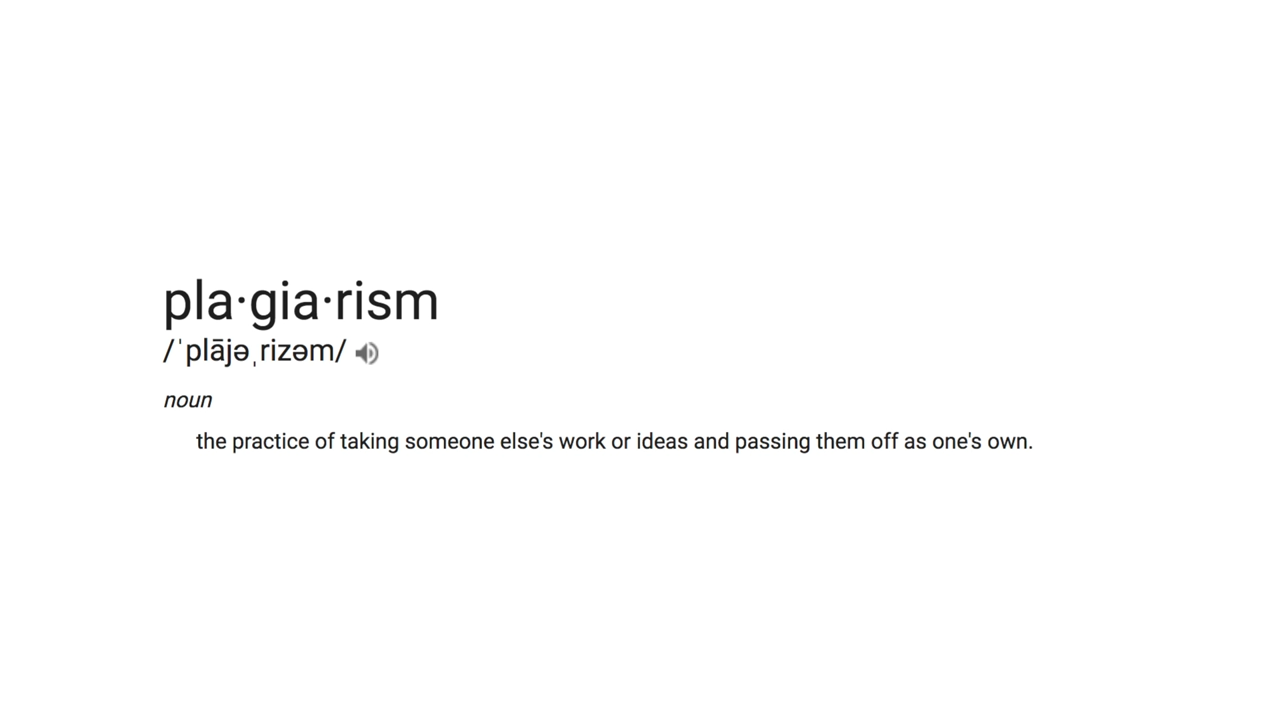 pla·gia·rism
/ˈplājəˌrizəm/
noun
the practice of taking someone else's work or ideas and passing them off as one's own.